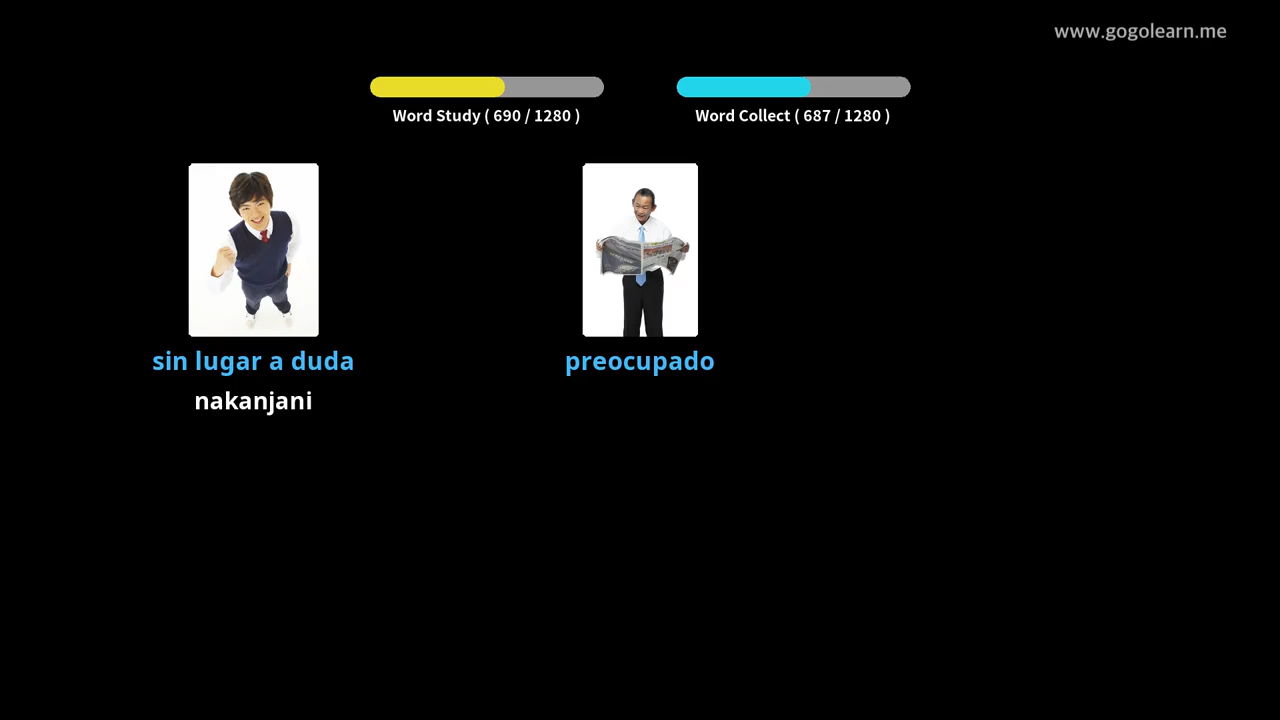 www.gogolearn.me
Word Study ( 690 / 1280 )
Word Collect ( 687 / 1280 )
sin lugar a duda
preocupado
nakanjani